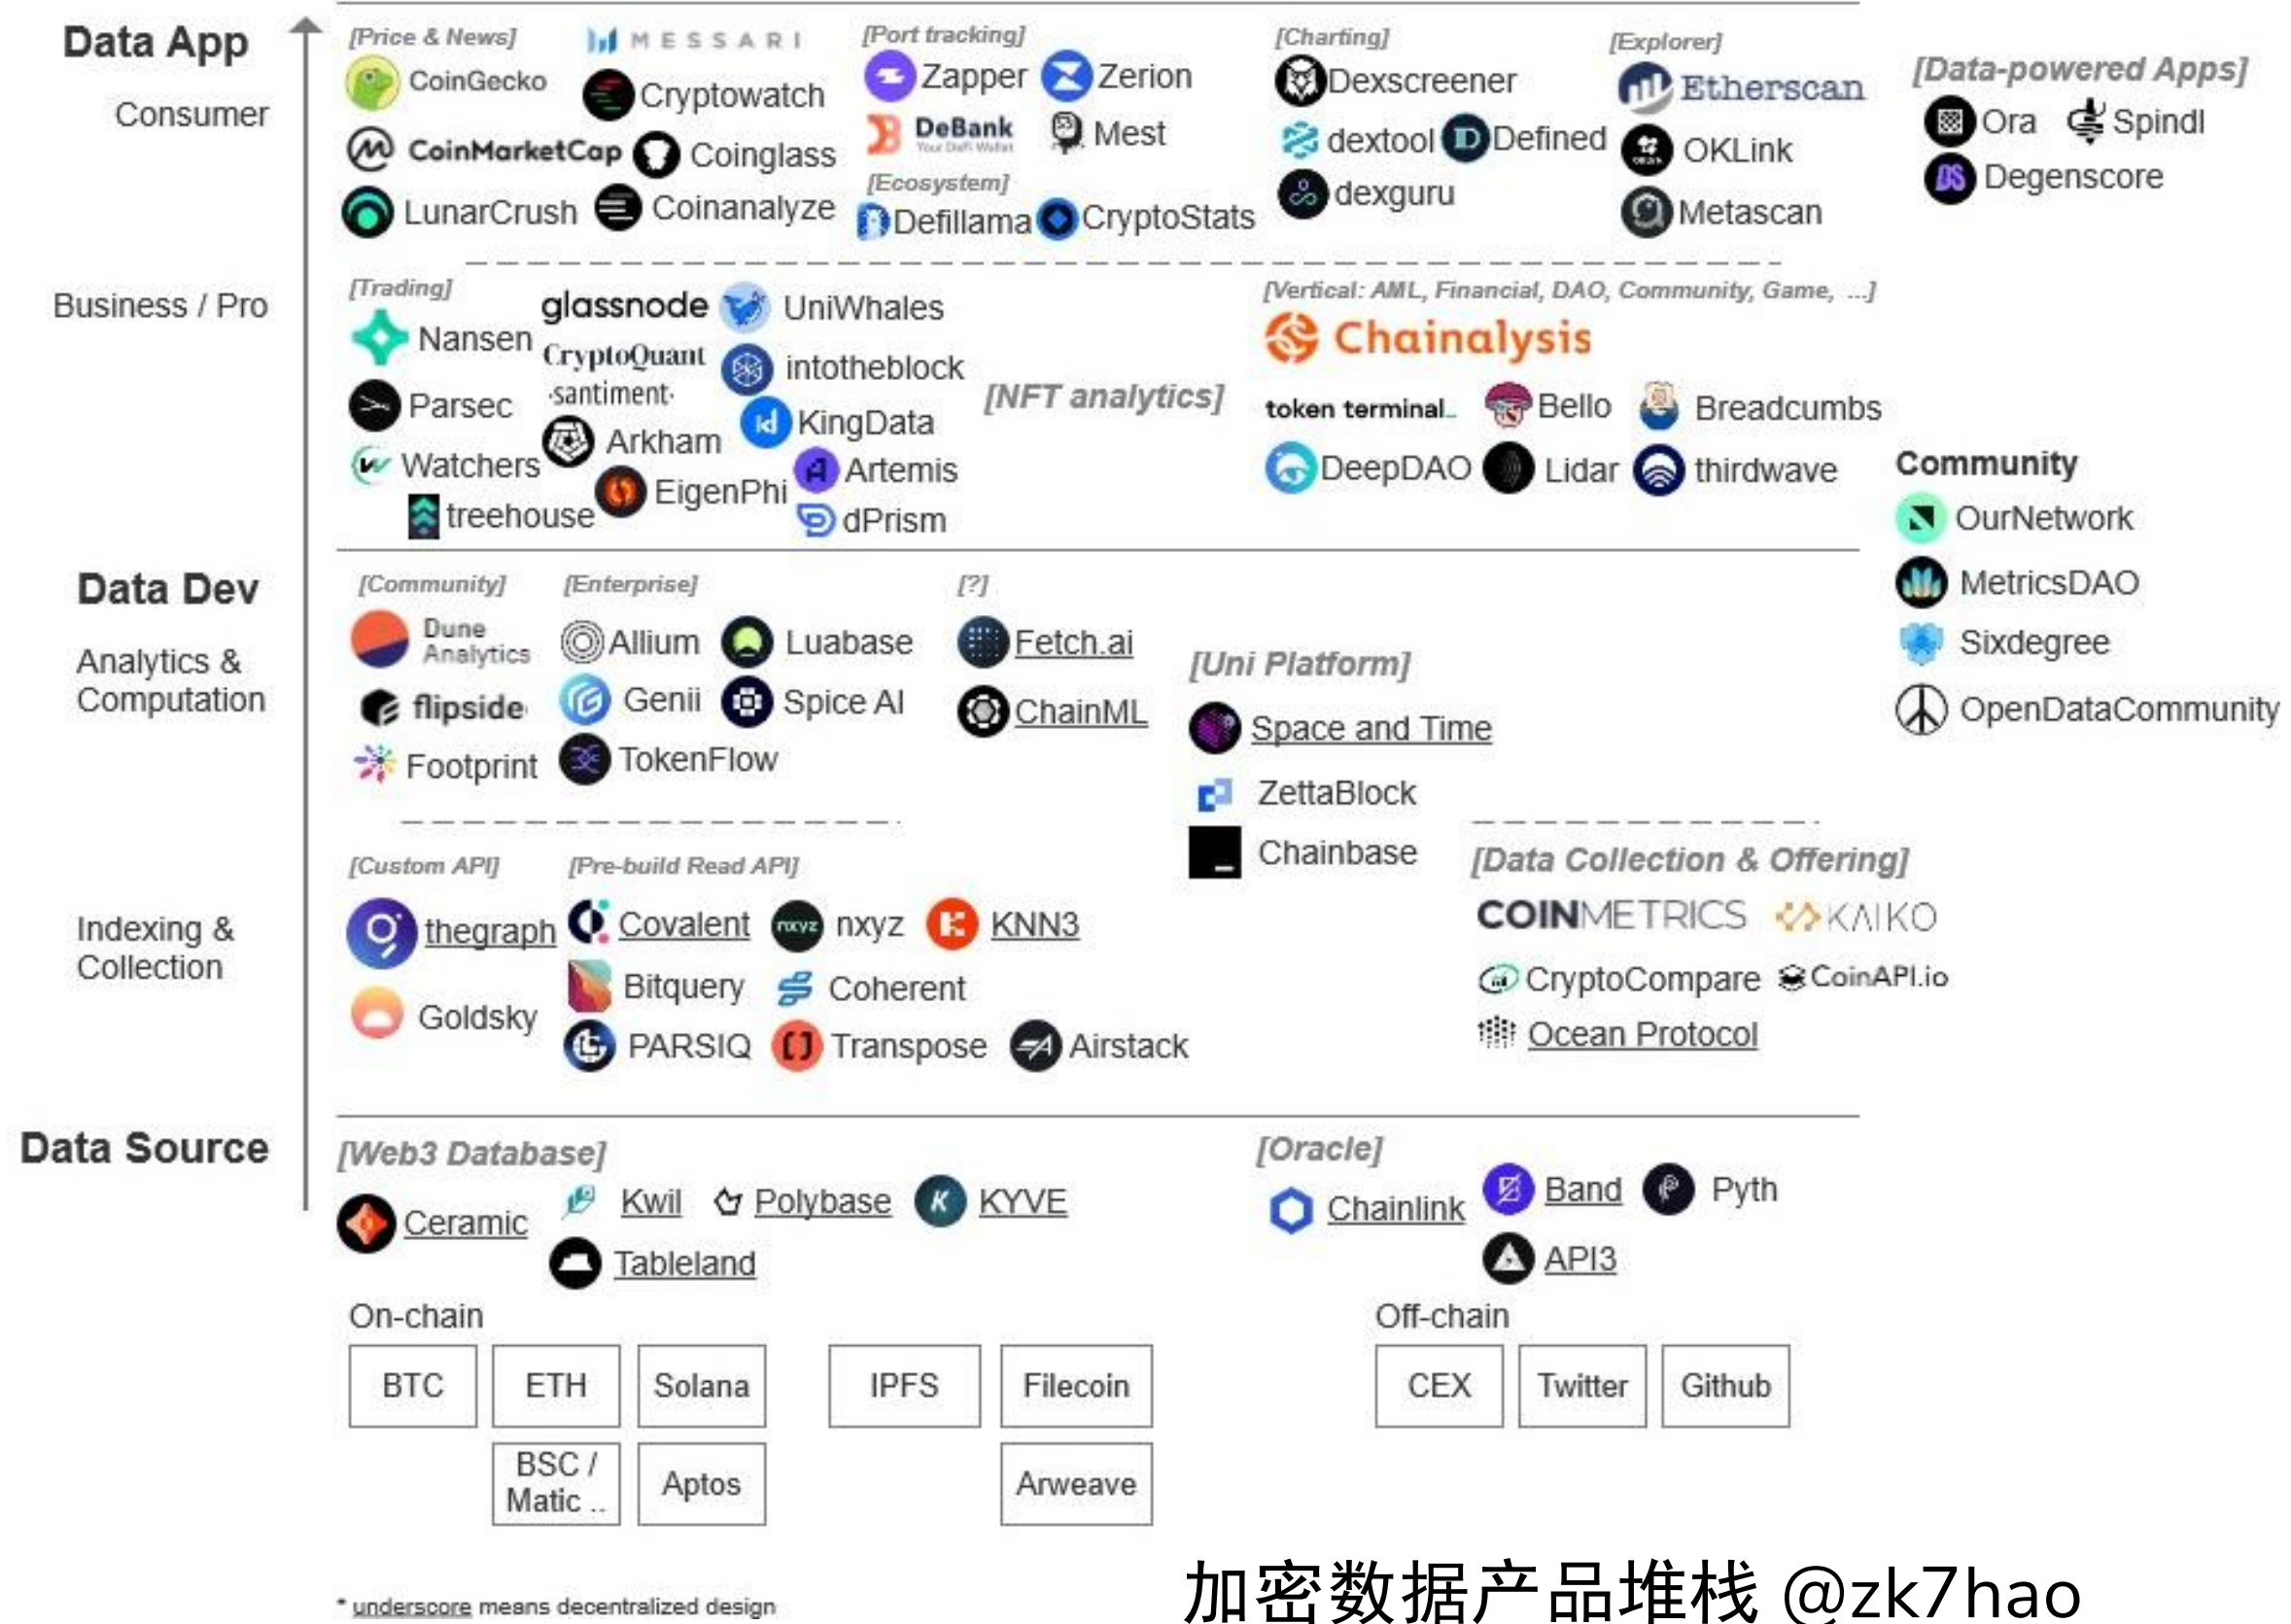 Data App
Consumer
[Price & News]
MESSARI
CoinGecko
Cryptowatch
CoinMarketCap
Coinglass
LunarCrush
Coinanalyze
[Port tracking]
Zapper
Zerion
DeBank
Your DeFi Wallet
Mest
[Ecosystem]
Defillama
CryptoStats
[Charting]
Dexscreener
dextool
Defined
dexguru
[Explorer]
Etherscan
OKLink
Metascan
[Data-powered Apps]
Ora
Spindl
Degenscore
Business / Pro
[Trading]
Nansen
Parsec
Watchers
treehouse
glassnode
CryptoQuant
·santiment·
Arkham
EigenPhi
UniWhales
intotheblock
KingData
Artemis
dPrism
[NFT analytics]
[Vertical: AML, Financial, DAO, Community, Game, ...]
Chainalysis
token terminal_
Bello
Breadcumbs
DeepDAO
Lidar
thirdwave
Community
OurNetwork
MetricsDAO
Sixdegree
OpenDataCommunity
Data Dev
Analytics &
Computation
[Community]
Dune
Analytics
flipside
Footprint
[Enterprise]
Allium
Luabase
Genii
Spice AI
TokenFlow
[?]
Fetch.ai
ChainML
[Uni Platform]
Space and Time
ZettaBlock
Chainbase
Indexing &
Collection
[Custom API]
thegraph
Goldsky
[Pre-build Read API]
Covalent
nxyz
nxyz
KNN3
Bitquery
Coherent
PARSIQ
Transpose
Airstack
[Data Collection & Offering]
COINMETRICS
KAIKO
CryptoCompare
CoinAPI.io
Ocean Protocol
Data Source
[Web3 Database]
Ceramic
Kwil
Polybase
KYVE
Tableland
[Oracle]
Chainlink
Band
Pyth
API3
On-chain
BTC
ETH
Solana
IPFS
Filecoin
BSC /
Matic ..
Aptos
Arweave
Off-chain
CEX
Twitter
Github
* underscore means decentralized design
加密数据产品堆栈 @zk7hao